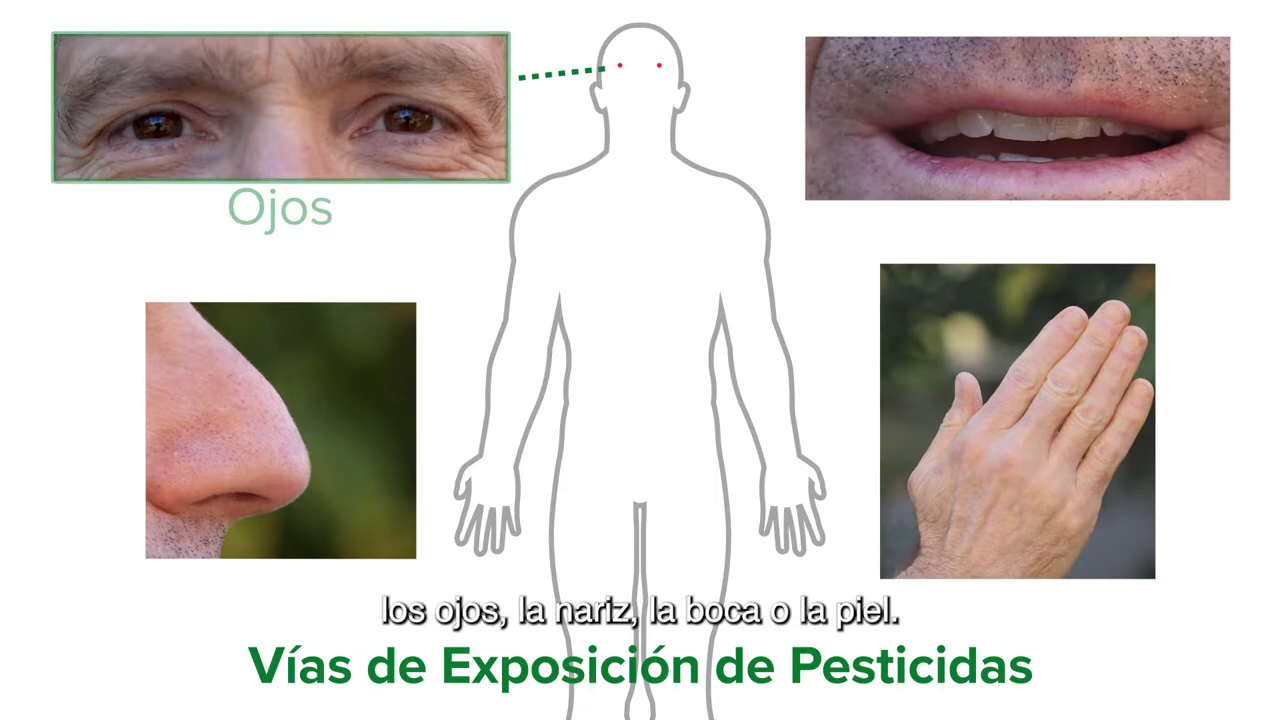 Ojos
los ojos, la nariz, la boca o la piel.
Vías de Exposición de Pesticidas